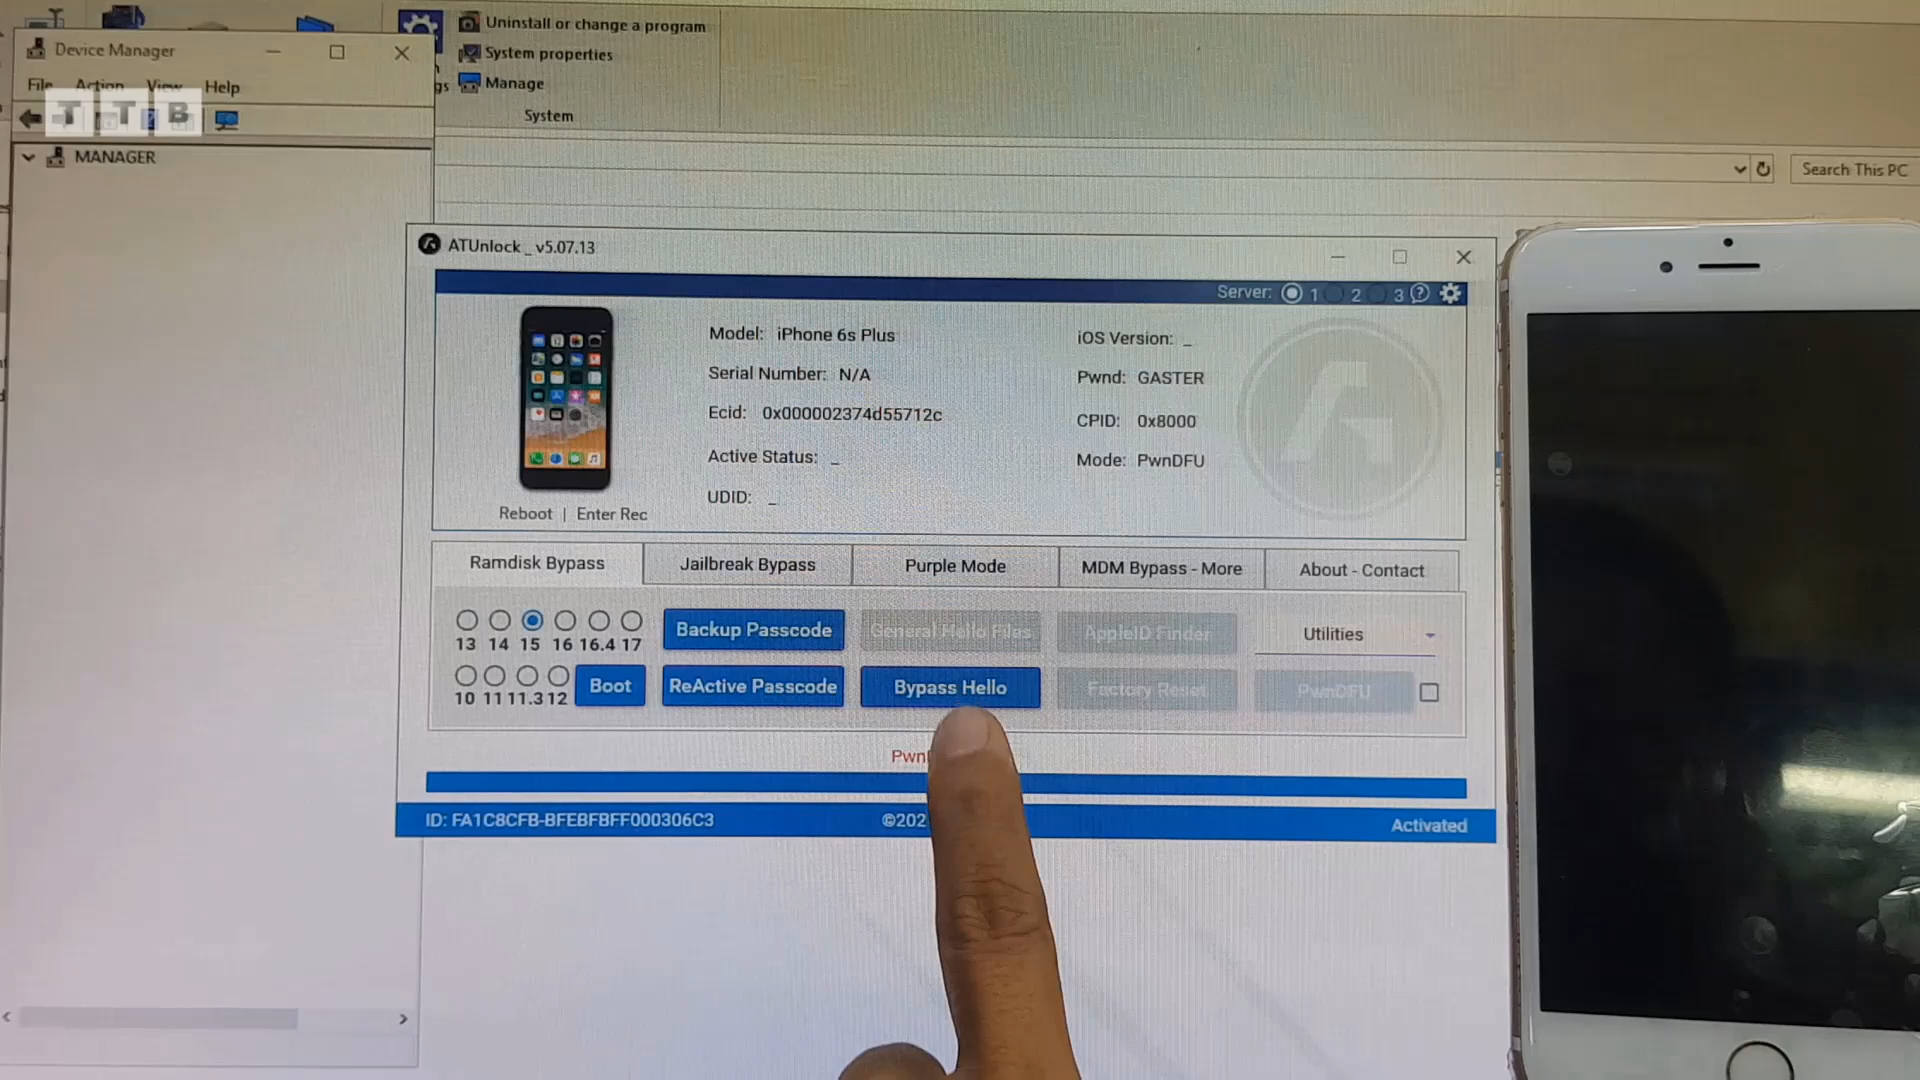 Uninstall or change a program
System properties
Manage
System
Device Manager
File Action View Help
T T B
MANAGER
Search This PC
ATUnlock_ v5.07.13
Server: 1 2 3
Model: iPhone 6s Plus
iOS Version: _
Serial Number: N/A
Pwnd: GASTER
Ecid: 0x000002374d55712c
CPID: 0x8000
Active Status: _
Mode: PwnDFU
UDID: _
Reboot | Enter Rec
Ramdisk Bypass
Jailbreak Bypass
Purple Mode
MDM Bypass - More
About - Contact
13 14 15 16 16.4 17
Backup Passcode
General Hello Files
AppleID Finder
Utilities
10 11 11.3 12
Boot
ReActive Passcode
Bypass Hello
Factory Reset
PwnDFU
ID: FA1C8CFB-BFEBFBFF000306C3
Activated